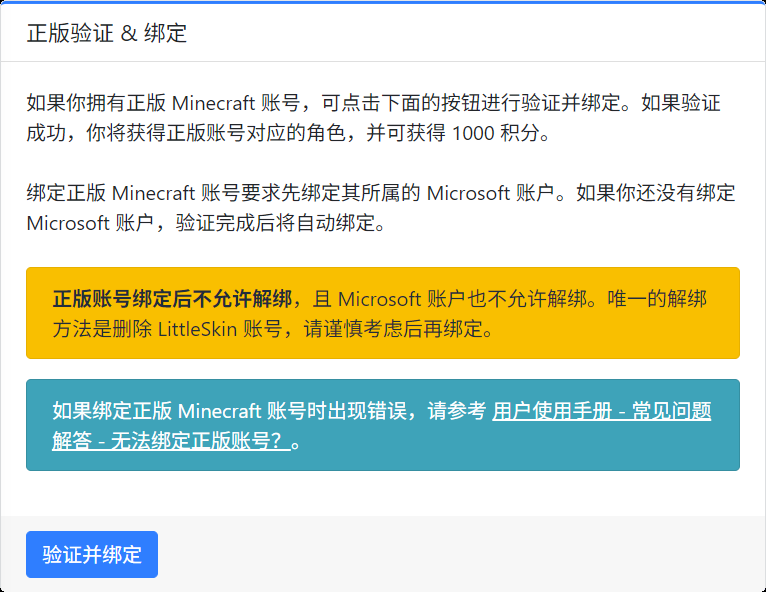 正版验证 & 绑定
如果你拥有正版 Minecraft 账号，可点击下面的按钮进行验证并绑定。如果验证
成功，你将获得正版账号对应的角色，并可获得 1000 积分。
绑定正版 Minecraft 账号要求先绑定其所属的 Microsoft 账户。如果你还没有绑定
Microsoft 账户，验证完成后将自动绑定。
正版账号绑定后不允许解绑，且 Microsoft 账户也不允许解绑。唯一的解绑
方法是删除 LittleSkin 账号，请谨慎考虑后再绑定。
如果绑定正版 Minecraft 账号时出现错误，请参考 用户使用手册 - 常见问题
解答 - 无法绑定正版账号？。
验证并绑定